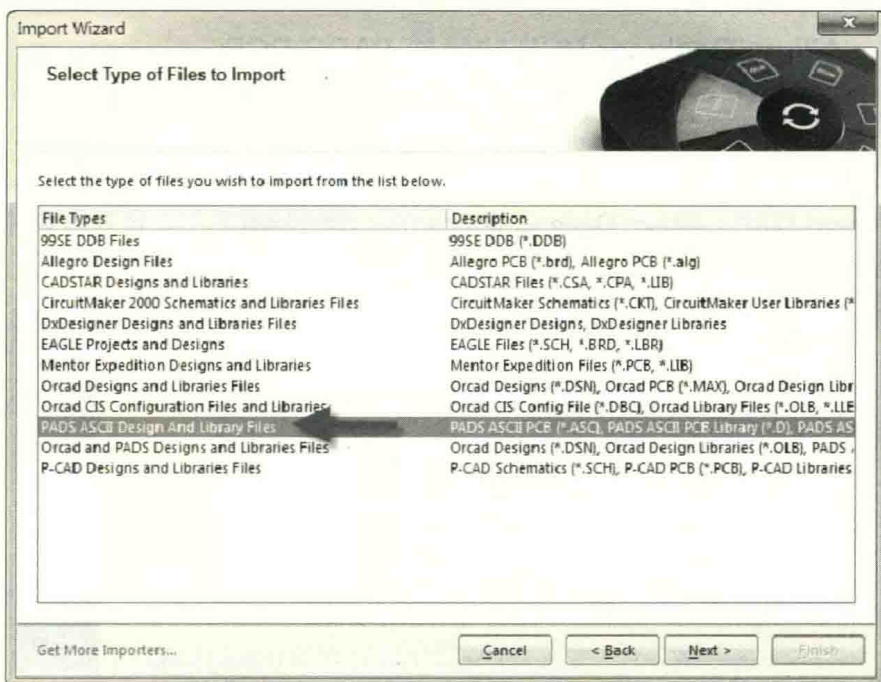 Import Wizard
Select Type of Files to Import
Select the type of files you wish to import from the list below.
File Types Description
99SE DDB Files 99SE DDB (*.DDB)
Allegro Design Files Allegro PCB (*.brd), Allegro PCB (*.alg)
CADSTAR Designs and Libraries CADSTAR Files (*.CSA, *.CPA, *.LIB)
CircuitMaker 2000 Schematics and Libraries Files CircuitMaker Schematics (*.CKT), CircuitMaker User Libraries (*
DxDesigner Designs and Libraries Files DxDesigner Designs, DxDesigner Libraries
EAGLE Projects and Designs EAGLE Files (*.SCH, *.BRD, *.LBR)
Mentor Expedition Designs and Libraries Mentor Expedition Files (*.PCB, *.LIB)
Orcad Designs and Libraries Files Orcad Designs (*.DSN), Orcad PCB (*.MAX), Orcad Design Libr
Orcad CIS Configuration Files and Libraries Orcad CIS Config File (*.DBC), Orcad Library Files (*.OLB, *.LLE
PADS ASCII Design And Library Files PADS ASCII PCB (*.ASC), PADS ASCII PCB Library (*.D), PADS AS
Orcad and PADS Designs and Libraries Files Orcad Designs (*.DSN), Orcad Design Libraries (*.OLB), PADS
P-CAD Designs and Libraries Files P-CAD Schematics (*.SCH), P-CAD PCB (*.PCB), P-CAD Libraries
Get More Importers... Cancel < Back Next > Finish